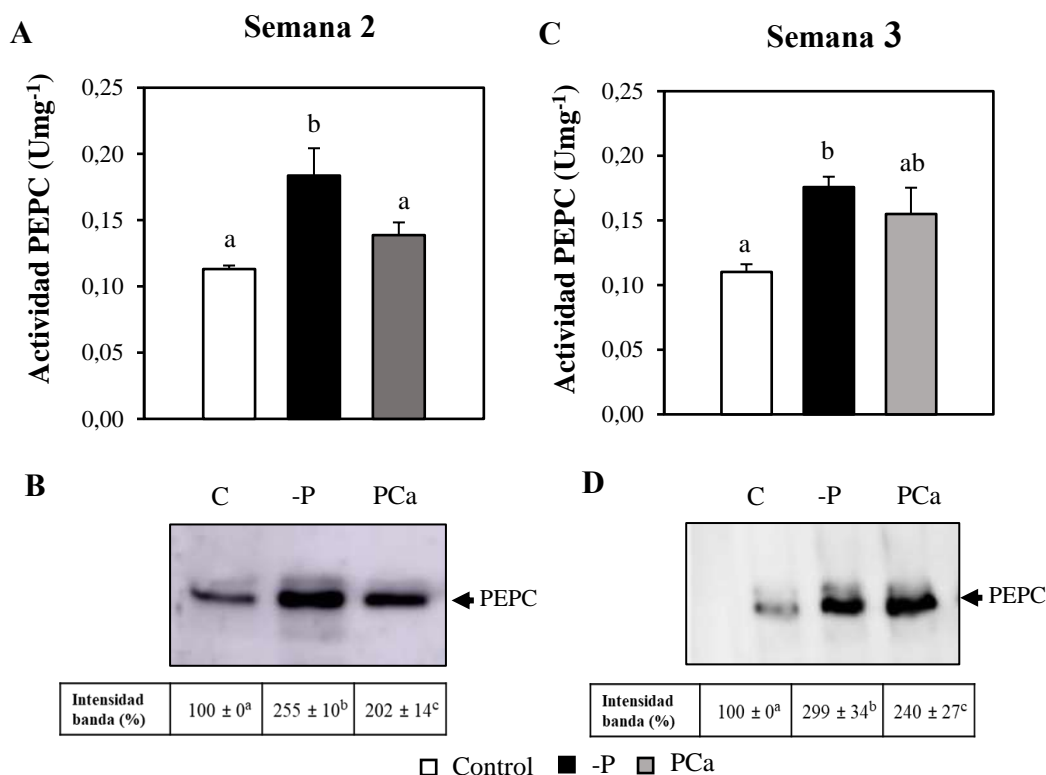 A
Semana 2
Actividad PEPC (Umg-1)
0,25
0,20
0,15
0,10
0,05
0,00
a
b
a
C
Semana 3
Actividad PEPC (Umg-1)
0,25
0,20
0,15
0,10
0,05
0,00
a
b
ab
B
C -P PCa
PEPC
Intensidad banda (%) 100 ± 0a 255 ± 10b 202 ± 14c
D
C -P PCa
PEPC
Intensidad banda (%) 100 ± 0a 299 ± 34b 240 ± 27c
Control -P PCa